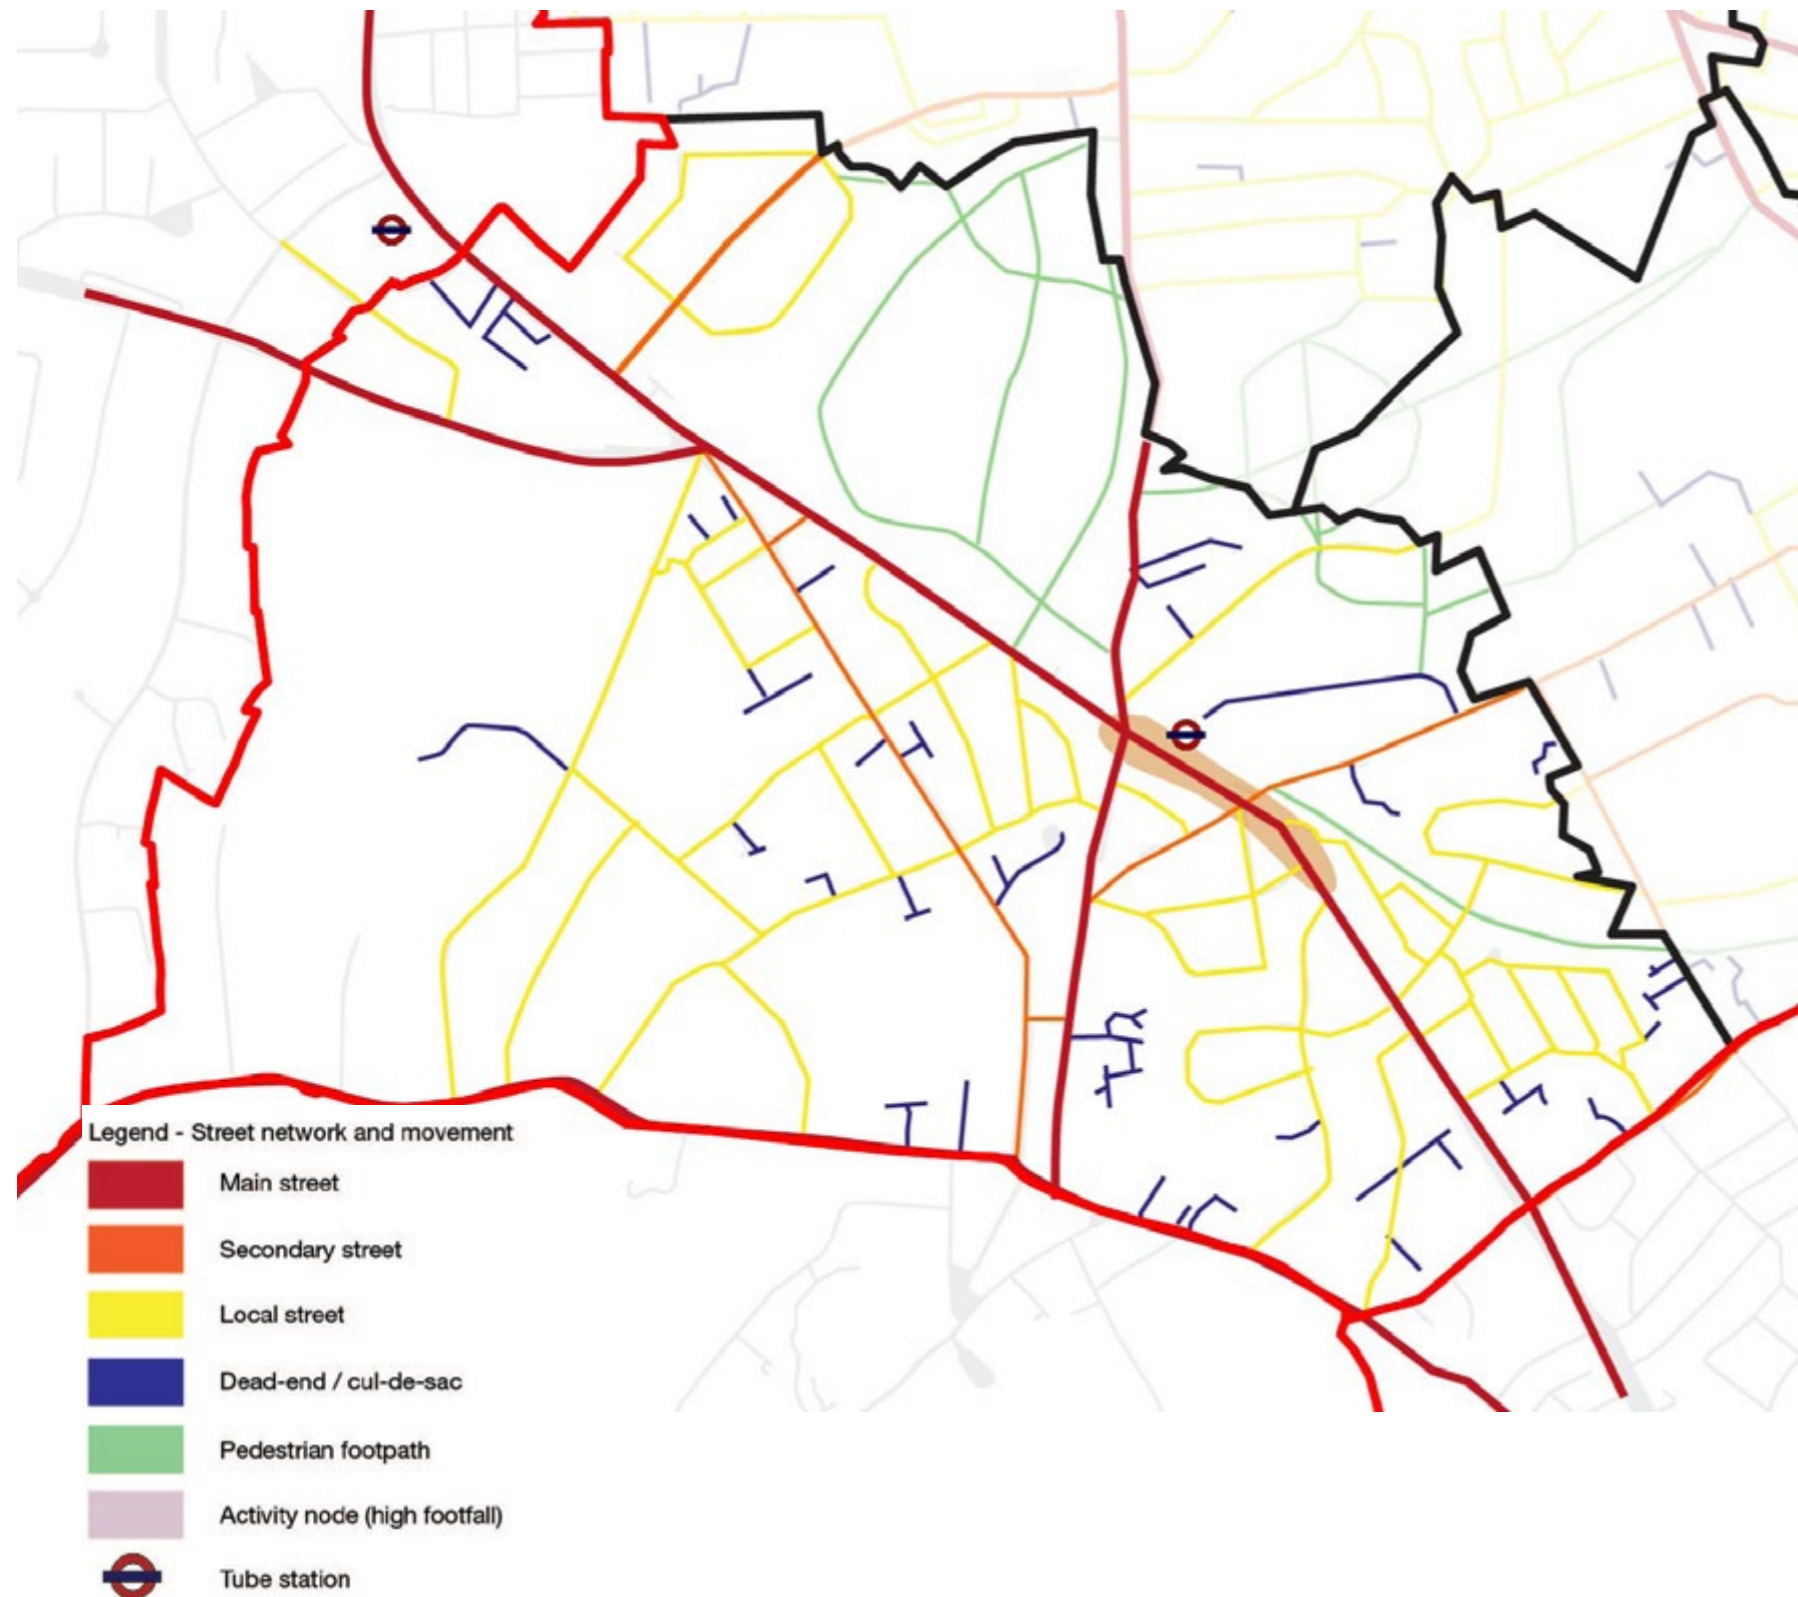 Legend - Street network and movement
Main street
Secondary street
Local street
Dead-end / cul-de-sac
Pedestrian footpath
Activity node (high footfall)
Tube station